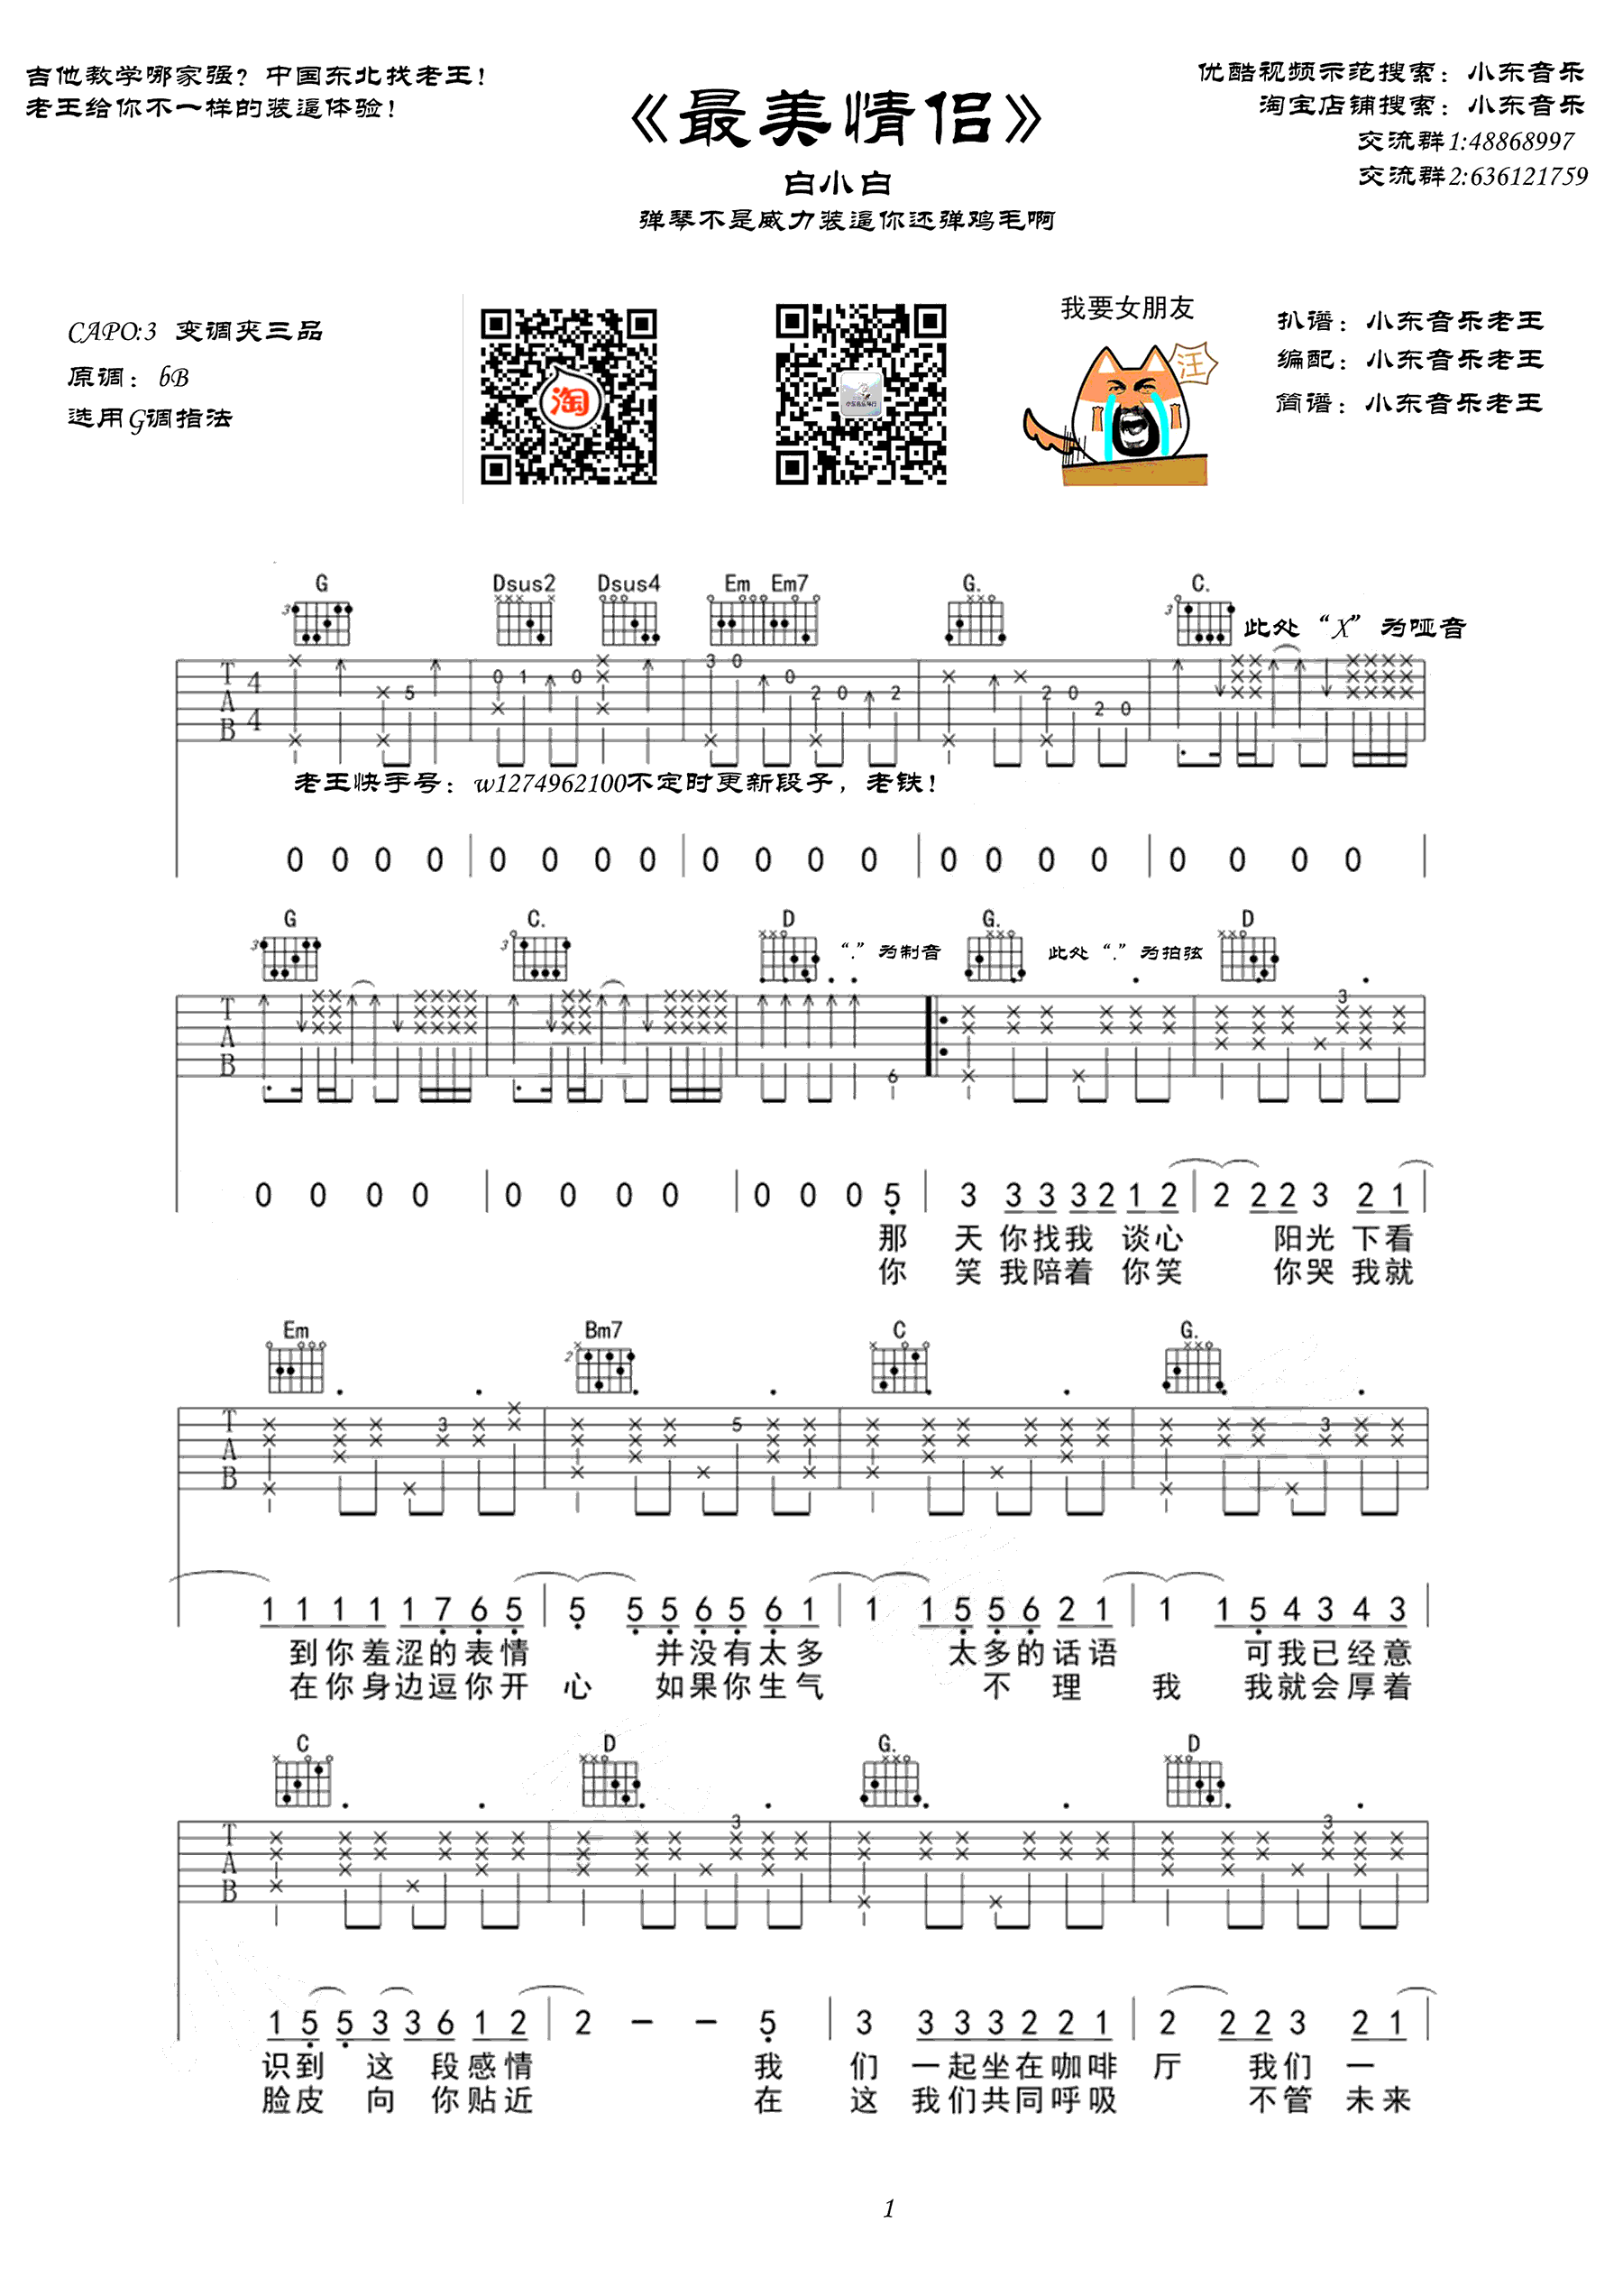 吉他教学哪家强？中国东北找老王！
老王给你不一样的装逼体验！
《最美情侣》
白小白
弹琴不是威力装逼你还弹鸡毛啊
优酷视频示范搜索：小东音乐
淘宝店铺搜索：小东音乐
交流群1:48868997
交流群2:636121759
CAPO:3 变调夹三品
原调：bB
选用G调指法
淘
我要女朋友
汪
扒谱：小东音乐老王
编配：小东音乐老王
简谱：小东音乐老王
G Dsus2 Dsus4 Em Em7 G. C.
3 3 此处“X”为哑音
T A B 4 4 5 0 1 0 3 0 0 2 0 2 2 0 2 0
老王快手号：w1274962100不定时更新段子，老铁！
0 0 0 0 | 0 0 0 0 | 0 0 0 0 | 0 0 0 0 | 0 0 0 0 |
G C. D G. D
3 3 “.”为制音 此处“.”为拍弦
T A B 6 3
0 0 0 0 | 0 0 0 0 | 0 0 0 5 | 3 3 3 3 2 1 2 | 2 2 2 3 2 1 |
那 天 你找我 谈心 阳光 下看
你 笑 我陪着 你笑 你哭 我就
Em Bm7 C G.
2
T A B 3 5 3
1 1 1 1 1 7 6 5 | 5 5 5 6 5 6 1 | 1 1 5 5 6 2 1 | 1 1 5 4 3 4 3 |
到你羞涩的表情 并没有太多 太多的话语 可我已经意
在你身边逗你开 心 如果你生气 不 理 我 我就会厚着
C D G. D
T A B 3 3
1 5 5 3 3 6 1 2 | 2 - - 5 | 3 3 3 3 2 2 1 | 2 2 2 3 2 1 |
识到 这 段感情 我 们 一起坐在咖啡 厅 我们 一
脸皮 向 你贴近 在 这 我们共同呼吸 不管 未来
1